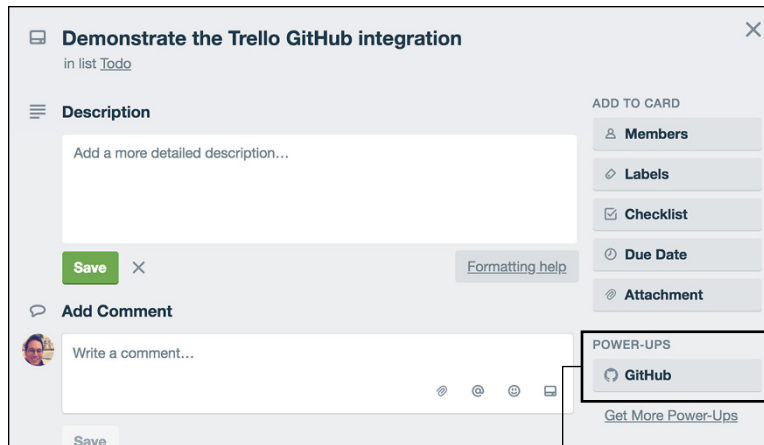 Demonstrate the Trello GitHub integration
in list Todo
Description
Add a more detailed description…
Save
Formatting help
Add Comment
Write a comment…
Save
ADD TO CARD
Members
Labels
Checklist
Due Date
Attachment
POWER-UPS
GitHub
Get More Power-Ups